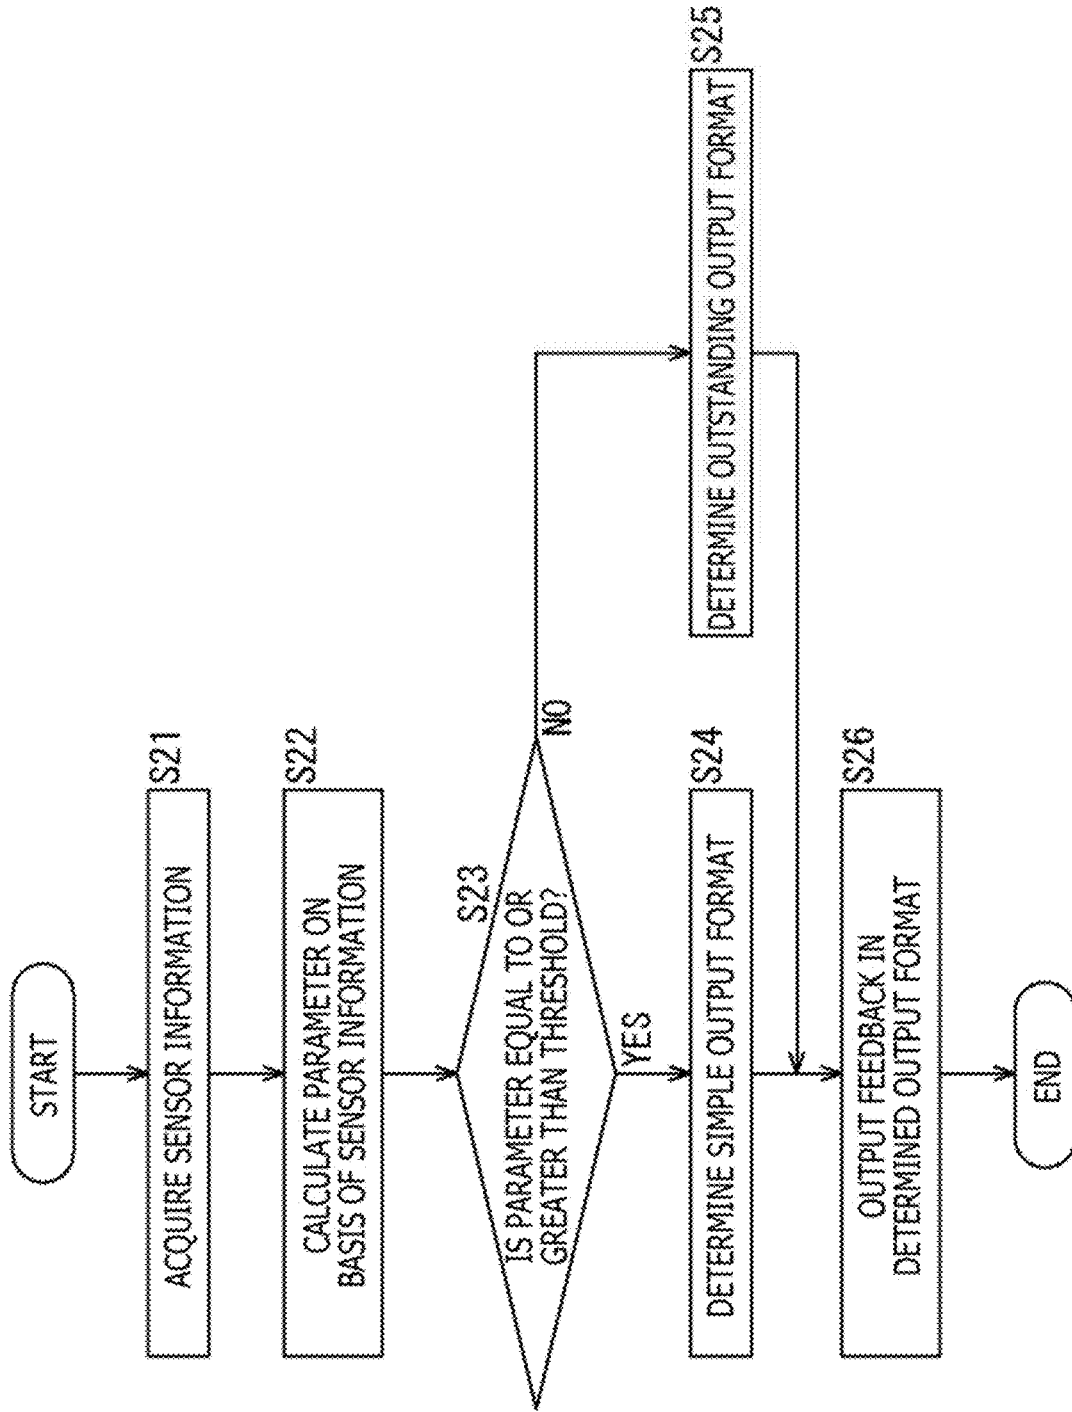 START
S21
ACQUIRE SENSOR INFORMATION
S22
CALCULATE PARAMETER ON
BASIS OF SENSOR INFORMATION
S23
IS PARAMETER EQUAL TO OR
GREATER THAN THRESHOLD?
NO
YES
S24
DETERMINE SIMPLE OUTPUT FORMAT
S25
DETERMINE OUTSTANDING OUTPUT FORMAT
S26
OUTPUT FEEDBACK IN
DETERMINED OUTPUT FORMAT
END